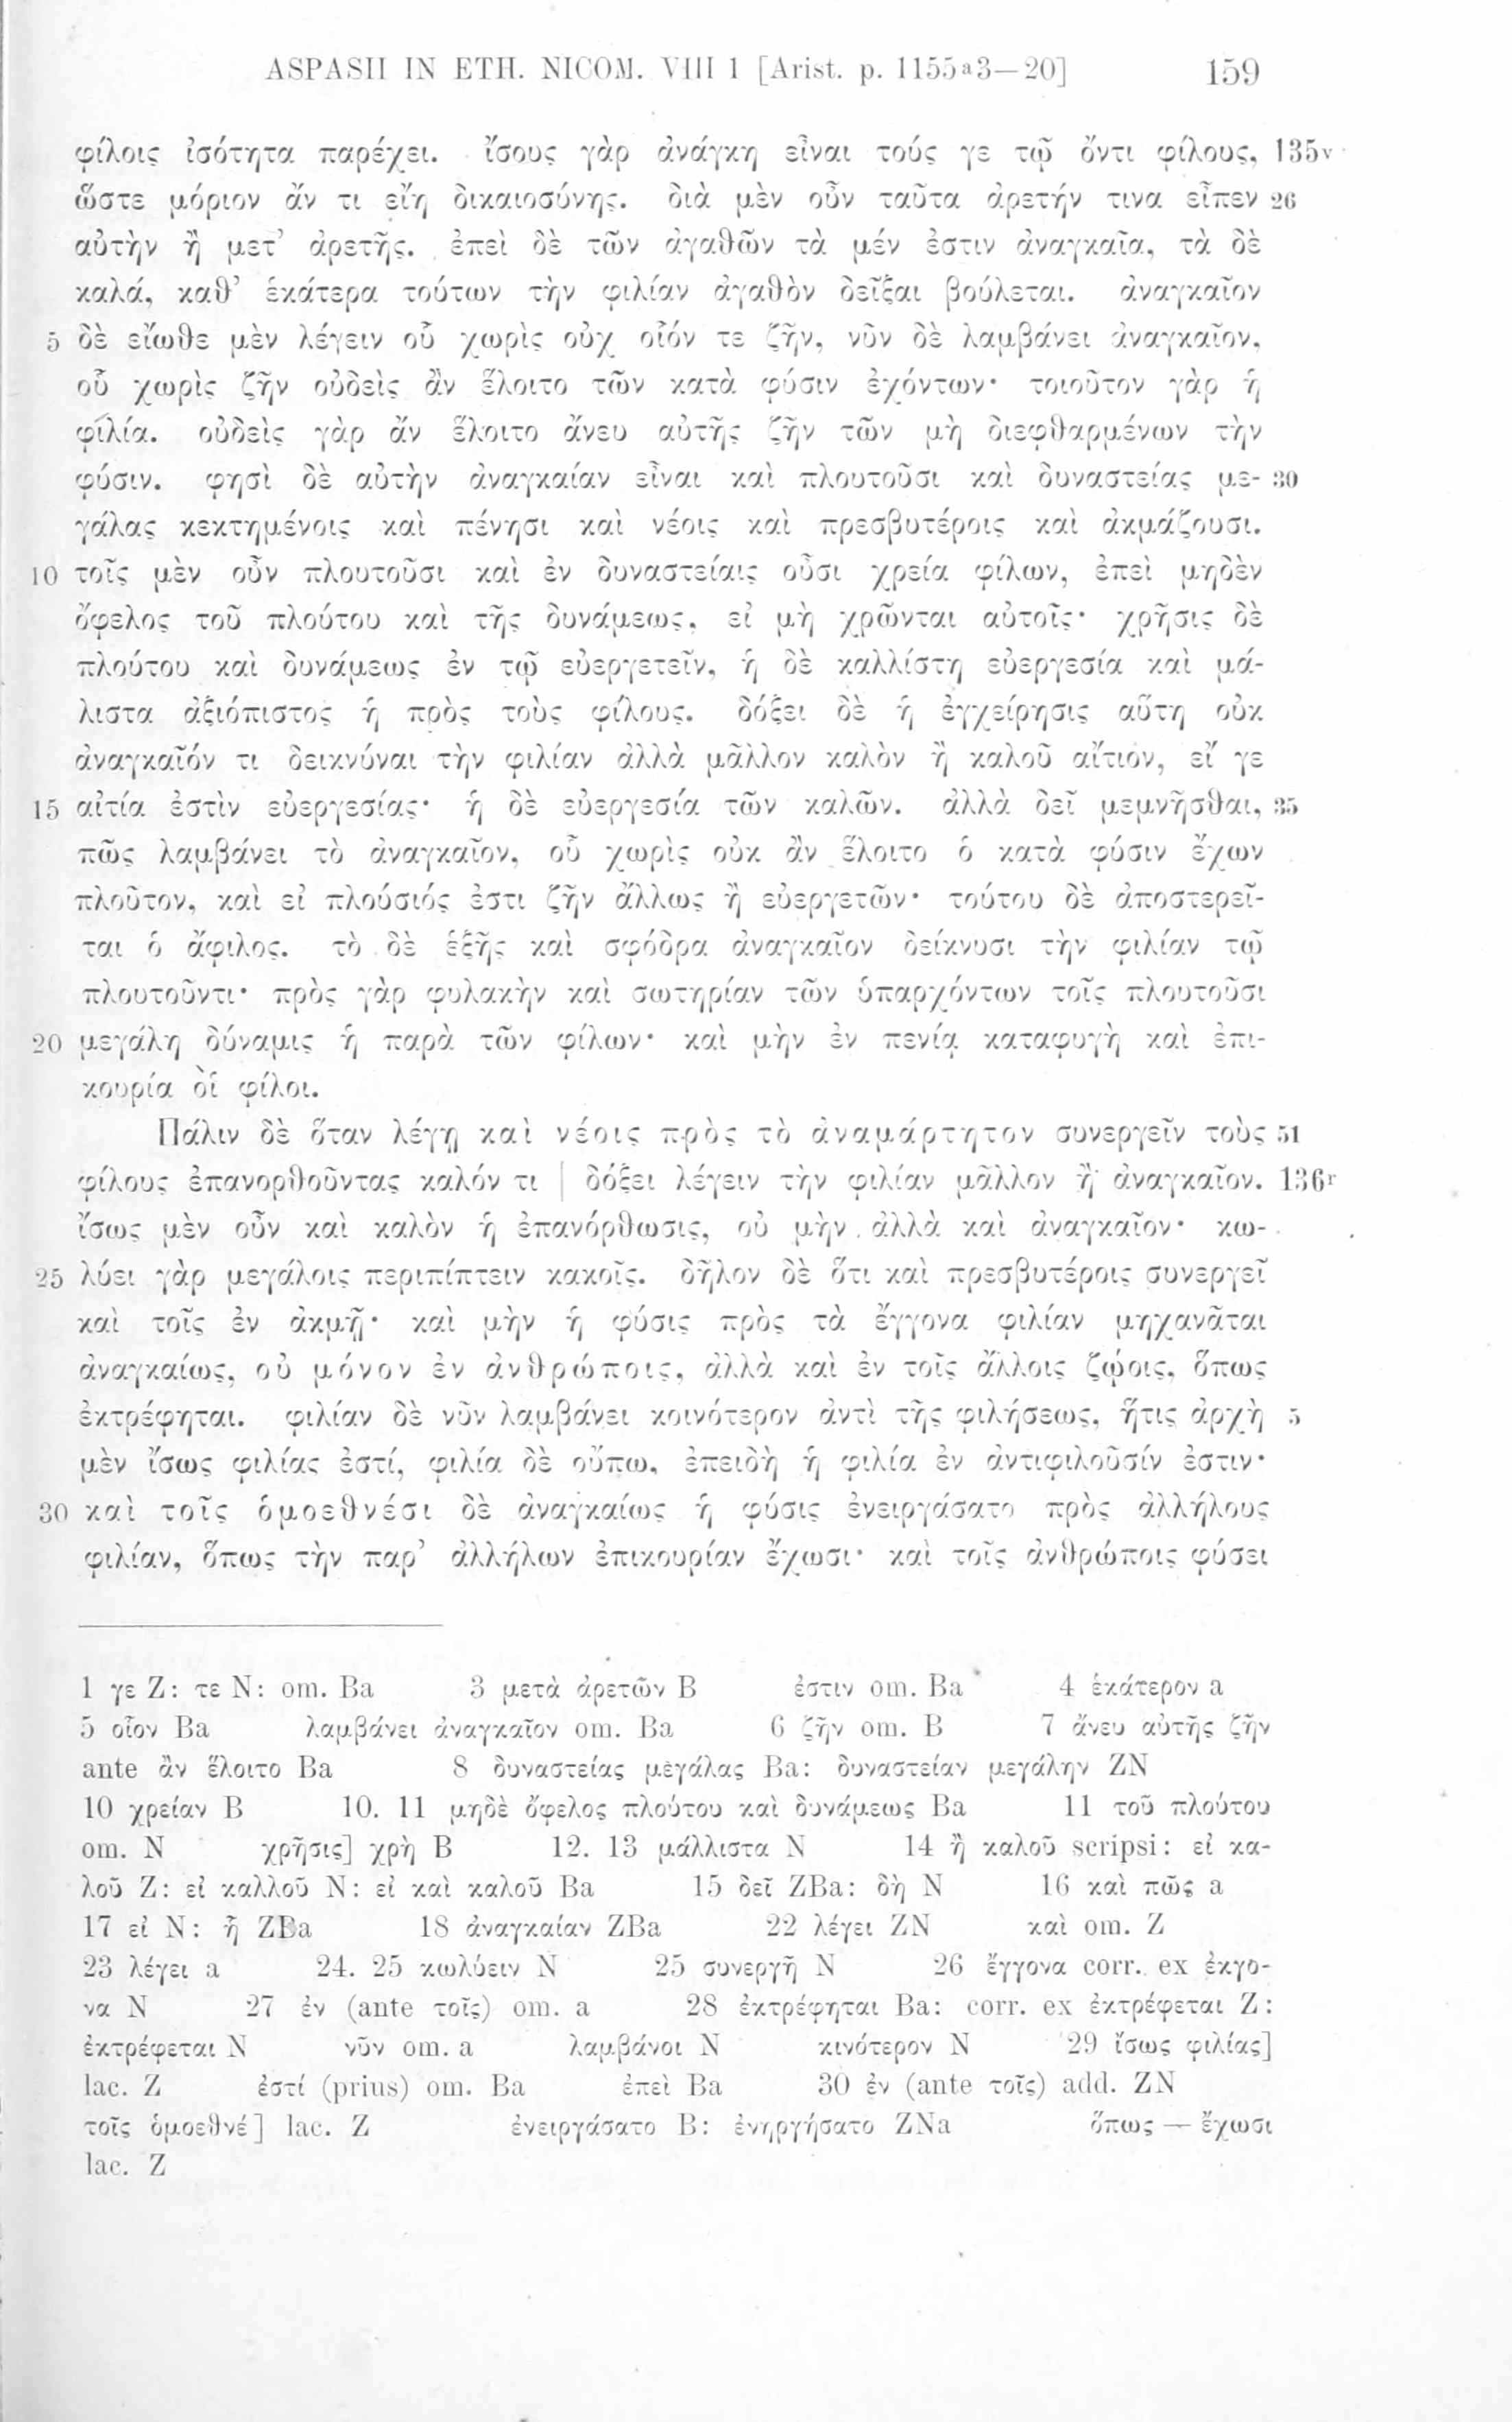 ASPASII IN ETH. NICOM. VIII 1 [Arist. p. 1155ᵃ3—20] 159
φίλοις ἰσότητα παρέχει. ἴσους γὰρ ἀνάγκη εἶναι τούς γε τῷ ὄντι φίλους, 135v
ὥστε μόριον ἄν τι εἴη δικαιοσύνης. διὰ μὲν οὖν ταῦτα ἀρετήν τινα εἶπεν 26
αὐτὴν ἢ μετ’ ἀρετῆς. ἐπεὶ δὲ τῶν ἀγαθῶν τὰ μέν ἐστιν ἀναγκαῖα, τὰ δὲ
καλά, καθ’ ἑκάτερα τούτων τὴν φιλίαν ἀγαθὸν δεῖξαι βούλεται. ἀναγκαῖον
5 δὲ εἴωθε μὲν λέγειν οὗ χωρὶς οὐχ οἷόν τε ζῆν, νῦν δὲ λαμβάνει ἀναγκαῖον,
οὗ χωρὶς ζῆν οὐδεὶς ἂν ἕλοιτο τῶν κατὰ φύσιν ἐχόντων· τοιοῦτον γὰρ ἡ
φιλία. οὐδεὶς γὰρ ἂν ἕλοιτο ἄνευ αὐτῆς ζῆν τῶν μὴ διεφθαρμένων τὴν
φύσιν. φησὶ δὲ αὐτὴν ἀναγκαίαν εἶναι καὶ πλουτοῦσι καὶ δυναστείας με- 30
γάλας κεκτημένοις καὶ πένησι καὶ νέοις καὶ πρεσβυτέροις καὶ ἀκμάζουσι.
10 τοῖς μὲν οὖν πλουτοῦσι καὶ ἐν δυναστείαις οὖσι χρεία φίλων, ἐπεὶ μηδὲν
ὄφελος τοῦ πλούτου καὶ τῆς δυνάμεως, εἰ μὴ χρῶνται αὐτοῖς· χρῆσις δὲ
πλούτου καὶ δυνάμεως ἐν τῷ εὐεργετεῖν, ἡ δὲ καλλίστη εὐεργεσία καὶ μά-
λιστα ἀξιόπιστος ἡ πρὸς τοὺς φίλους. δόξει δὲ ἡ ἐγχείρησις αὕτη οὐκ
ἀναγκαῖόν τι δεικνύναι τὴν φιλίαν ἀλλὰ μᾶλλον καλὸν ἢ καλοῦ αἴτιον, εἴ γε
15 αἰτία ἐστὶν εὐεργεσίας· ἡ δὲ εὐεργεσία τῶν καλῶν. ἀλλὰ δεῖ μεμνῆσθαι, 35
πῶς λαμβάνει τὸ ἀναγκαῖον, οὗ χωρὶς οὐκ ἂν ἕλοιτο ὁ κατὰ φύσιν ἔχων
πλοῦτον, καὶ εἰ πλούσιός ἐστι ζῆν ἄλλως ἢ εὐεργετῶν· τούτου δὲ ἀποστερεῖ-
ται ὁ ἄφιλος. τὸ δὲ ἑξῆς καὶ σφόδρα ἀναγκαῖον δείκνυσι τὴν φιλίαν τῷ
πλουτοῦντι· πρὸς γὰρ φυλακὴν καὶ σωτηρίαν τῶν ὑπαρχόντων τοῖς πλουτοῦσι
20 μεγάλη δύναμις ἡ παρὰ τῶν φίλων· καὶ μὴν ἐν πενίᾳ καταφυγὴ καὶ ἐπι-
κουρία οἱ φίλοι.
Πάλιν δὲ ὅταν λέγῃ καὶ νέοις πρὸς τὸ ἀναμάρτητον συνεργεῖν τοὺς 51
φίλους ἐπανορθοῦντας καλόν τι | δόξει λέγειν τὴν φιλίαν μᾶλλον ἢ ἀναγκαῖον. 136r
ἴσως μὲν οὖν καὶ καλὸν ἡ ἐπανόρθωσις, οὐ μὴν ἀλλὰ καὶ ἀναγκαῖον· κω-
25 λύει γὰρ μεγάλοις περιπίπτειν κακοῖς. δῆλον δὲ ὅτι καὶ πρεσβυτέροις συνεργεῖ
καὶ τοῖς ἐν ἀκμῇ· καὶ μὴν ἡ φύσις πρὸς τὰ ἔγγονα φιλίαν μηχανᾶται
ἀναγκαίως, οὐ μόνον ἐν ἀνθρώποις, ἀλλὰ καὶ ἐν τοῖς ἄλλοις ζῴοις, ὅπως
ἐκτρέφηται. φιλίαν δὲ νῦν λαμβάνει κοινότερον ἀντὶ τῆς φιλήσεως, ἥτις ἀρχὴ 5
μὲν ἴσως φιλίας ἐστί, φιλία δὲ οὔπω, ἐπειδὴ ἡ φιλία ἐν ἀντιφιλοῦσίν ἐστιν·
30 καὶ τοῖς ὁμοεθνέσι δὲ ἀναγκαίως ἡ φύσις ἐνειργάσατο πρὸς ἀλλήλους
φιλίαν, ὅπως τὴν παρ’ ἀλλήλων ἐπικουρίαν ἔχωσι· καὶ τοῖς ἀνθρώποις φύσει
1 γε Z: τε N: om. Ba 3 μετὰ ἀρετῶν B ἐστιν om. Ba 4 ἑκάτερον a
5 οἷον Ba λαμβάνει ἀναγκαῖον om. Ba 6 ζῆν om. B 7 ἄνευ αὐτῆς ζῆν
ante ἂν ἕλοιτο Ba 8 δυναστείας μεγάλας Ba: δυναστείαν μεγάλην ZN
10 χρείαν B 10. 11 μηδὲ ὄφελος πλούτου καὶ δυνάμεως Ba 11 τοῦ πλούτου
om. N χρῆσις] χρὴ B 12. 13 μάλλιστα N 14 ἢ καλοῦ scripsi: εἰ κα-
λοῦ Z: εἰ καλλοῦ N: εἰ καὶ καλοῦ Ba 15 δεῖ ZBa: δὴ N 16 καὶ πῶς a
17 εἰ N: ἦ ZBa 18 ἀναγκαίαν ZBa 22 λέγει ZN καὶ om. Z
23 λέγει a 24. 25 κωλύειν N 25 συνεργῇ N 26 ἔγγονα corr. ex ἐκγο-
να N 27 ἐν (ante τοῖς) om. a 28 ἐκτρέφηται Ba: corr. ex ἐκτρέφεται Z:
ἐκτρέφεται N νῦν om. a λαμβάνοι N κινότερον N 29 ἴσως φιλίας]
lac. Z ἐστί (prius) om. Ba ἐπεὶ Ba 30 ἐν (ante τοῖς) add. ZN
τοῖς ὁμοεθνέ] lac. Z ἐνειργάσατο B: ἐνηργήσατο ZNa ὅπως — ἔχωσι
lac. Z